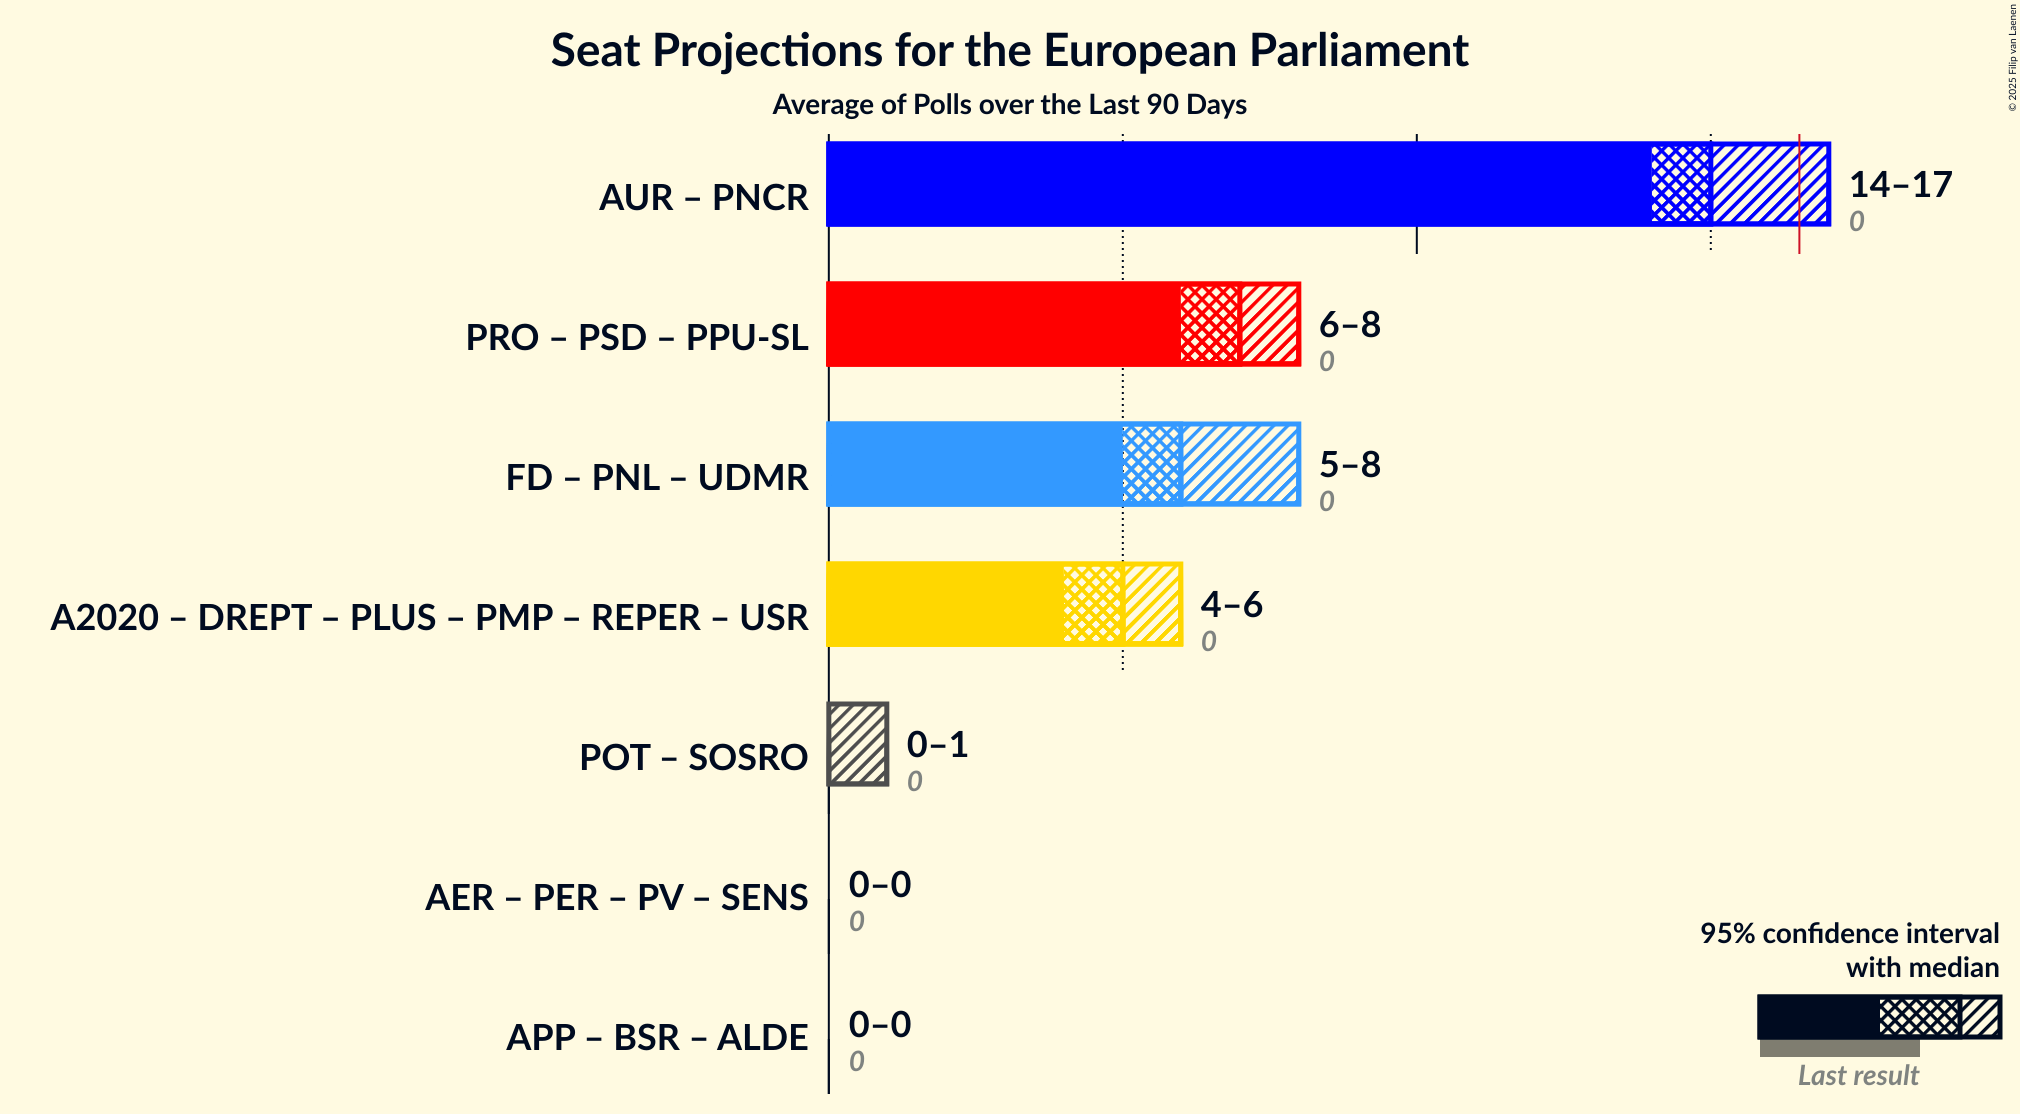 Seat Projections for the European Parliament
Average of Polls over the Last 90 Days
© 2025 Filip van Laenen
AUR – PNCR
14–17
0
PRO – PSD – PPU-SL
6–8
0
FD – PNL – UDMR
5–8
0
A2020 – DREPT – PLUS – PMP – REPER – USR
4–6
0
POT – SOSRO
0–1
0
AER – PER – PV – SENS
0–0
0
APP – BSR – ALDE
0–0
0
95% confidence interval
with median
Last result